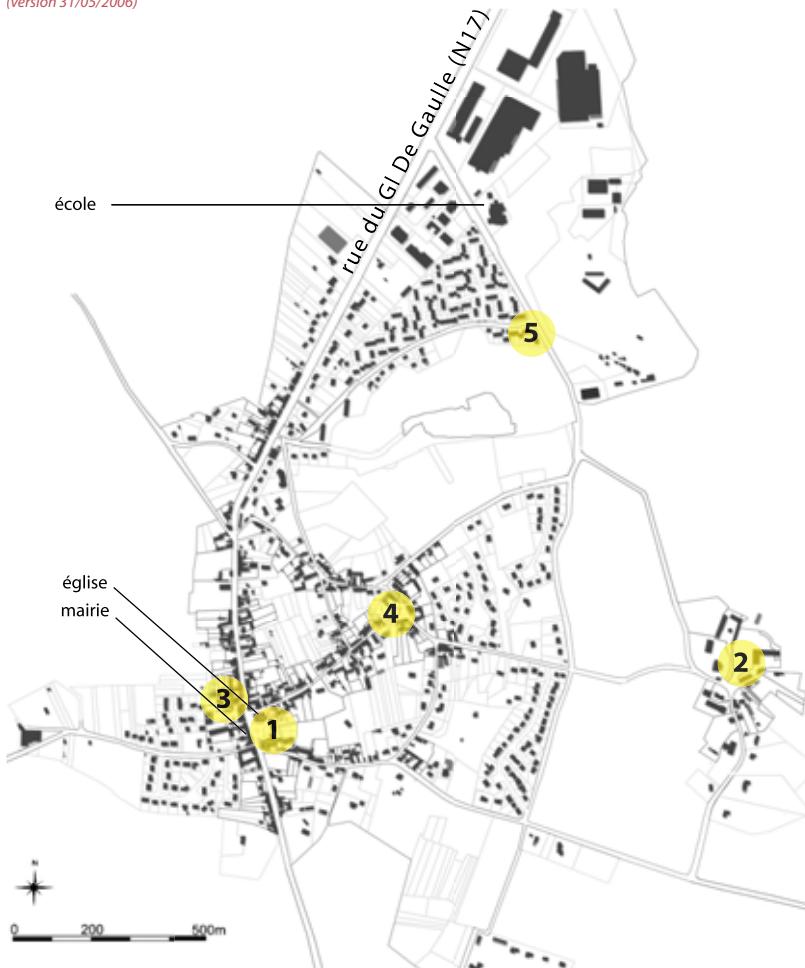 (version 31/05/2006)
rue du Gl De Gaulle (N17)
école
5
église
mairie
4
2
3
1
N
0 200 500m